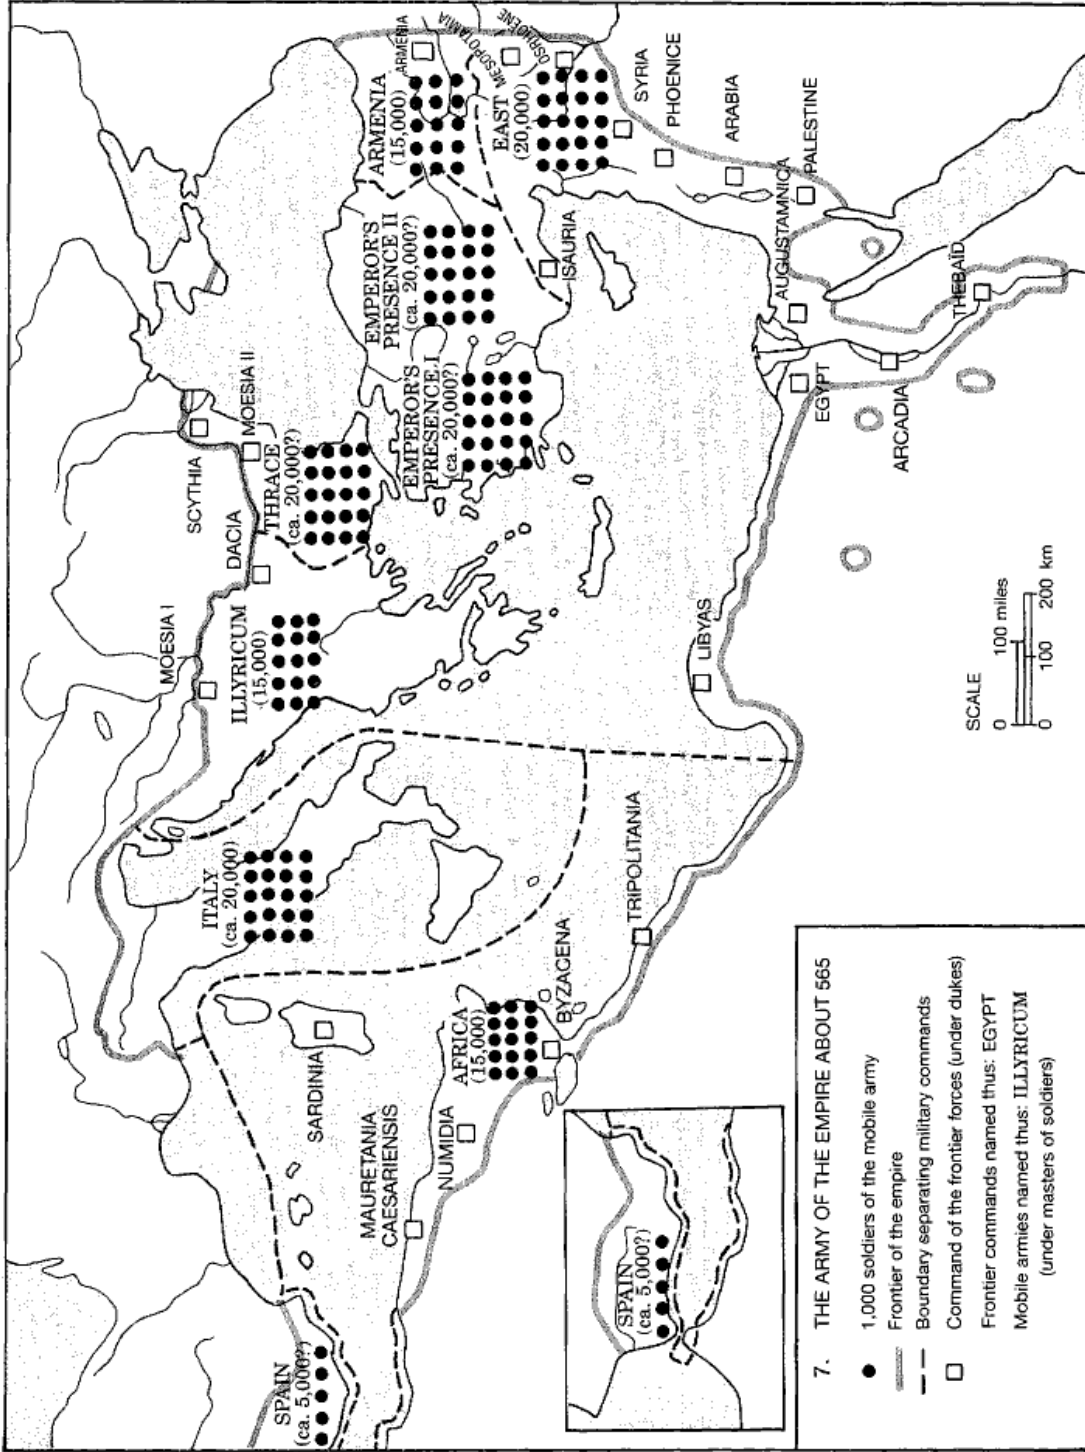 ARMENIA
MESOPOTAMIA
OSRHOENE
ARMENIA
(15,000)
EAST
(20,000)
SYRIA
PHOENICE
ARABIA
PALESTINE
AUGUSTAMNICA
EMPEROR'S
PRESENCE II
(ca. 20,000?)
ISAURIA
EMPEROR'S
PRESENCE I
(ca. 20,000?)
THEBAÏD
EGYPT
ARCADIA
SCYTHIA
MOESIA II
THRACE
(ca. 20,000?)
DACIA
MOESIA I
ILLYRICUM
(15,000)
LIBYAS
ITALY
(ca. 20,000)
TRIPOLITANIA
SARDINIA
AFRICA
(15,000)
BYZACENA
MAURETANIA
CAESARIENSIS
NUMIDIA
SPAIN
(ca. 5,000?)
SPAIN
(ca. 5,000?)
SCALE
0 100 miles
0 100 200 km
7. THE ARMY OF THE EMPIRE ABOUT 565
1,000 soldiers of the mobile army
Frontier of the empire
Boundary separating military commands
Command of the frontier forces (under dukes)
Frontier commands named thus: EGYPT
Mobile armies named thus: ILLYRICUM
(under masters of soldiers)